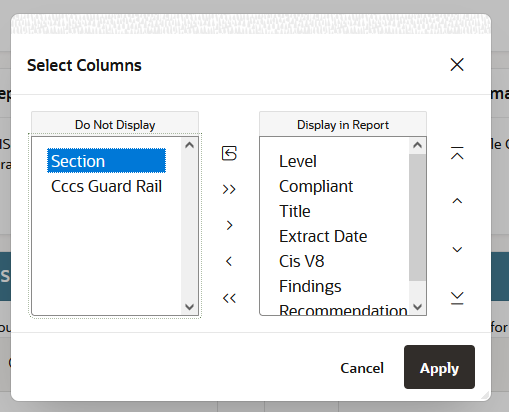 Select Columns
Do Not Display
Section
Cccs Guard Rail
Display in Report
Level
Compliant
Title
Extract Date
Cis V8
Findings
Recommendation
Cancel
Apply